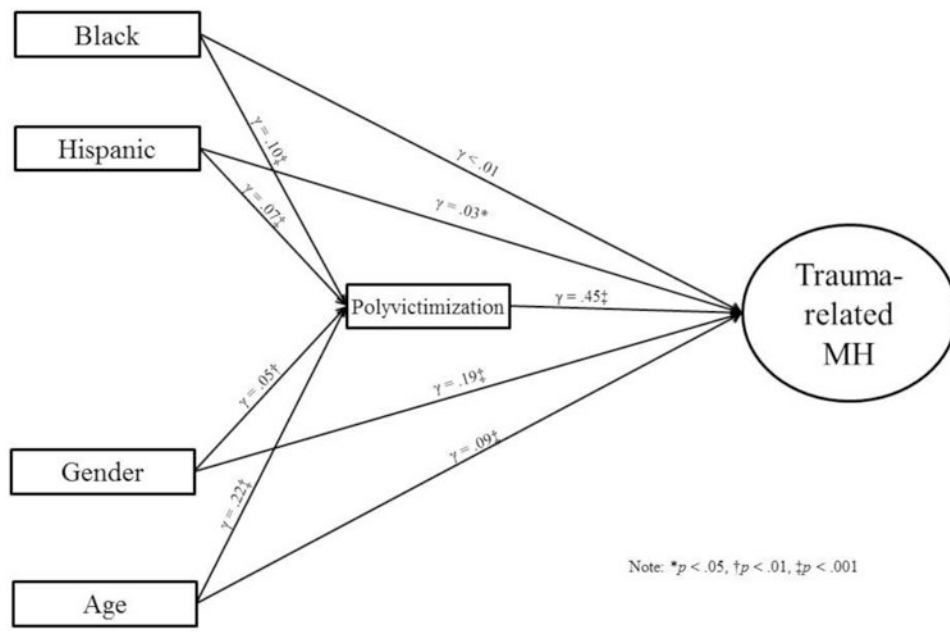 Black
γ = .10‡
γ < .01
Hispanic
γ = .07‡
γ = .03*
Polyvictimization
γ = .45‡
Trauma-
related
MH
γ = .05†
γ = .19‡
Gender
γ = .22‡
γ = .09‡
Age
Note: *p < .05, †p < .01, ‡p < .001